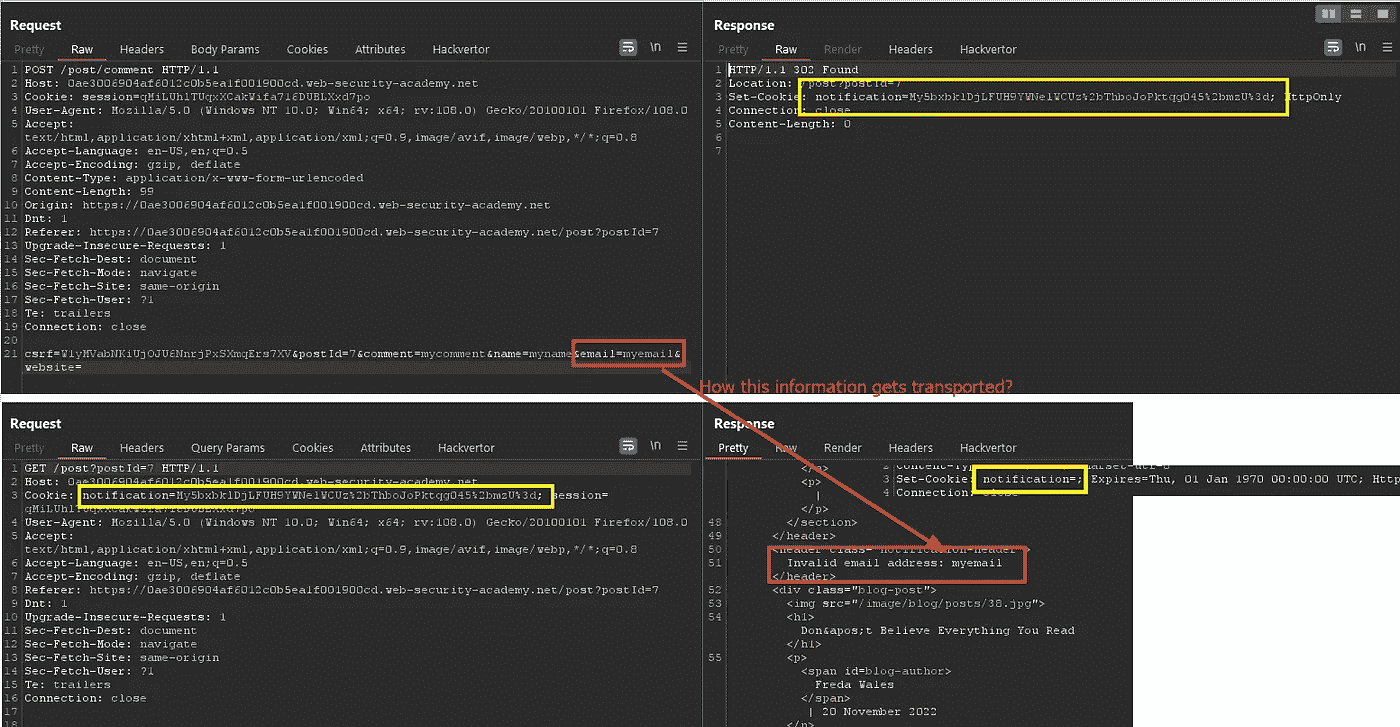 Request
Pretty Raw Headers Body Params Cookies Attributes Hackvertor \n
1 POST /post/comment HTTP/1.1
2 Host: 0ae3006904af6012c0b5ea1f001900cd.web-security-academy.net
3 Cookie: session=qMiLUhlTUqxXCakWifa716DUBLXxd7po
4 User-Agent: Mozilla/5.0 (Windows NT 10.0; Win64; x64; rv:108.0) Gecko/20100101 Firefox/108.0
5 Accept:
text/html,application/xhtml+xml,application/xml;q=0.9,image/avif,image/webp,*/*;q=0.8
6 Accept-Language: en-US,en;q=0.5
7 Accept-Encoding: gzip, deflate
8 Content-Type: application/x-www-form-urlencoded
9 Content-Length: 99
10 Origin: https://0ae3006904af6012c0b5ea1f001900cd.web-security-academy.net
11 Dnt: 1
12 Referer: https://0ae3006904af6012c0b5ea1f001900cd.web-security-academy.net/post?postId=7
13 Upgrade-Insecure-Requests: 1
14 Sec-Fetch-Dest: document
15 Sec-Fetch-Mode: navigate
16 Sec-Fetch-Site: same-origin
17 Sec-Fetch-User: ?1
18 Te: trailers
19 Connection: close
20
21 csrf=WlyMVabNKiUjOJU6NnrjPxSXmqErs7XV&postId=7&comment=mycomment&name=myname&email=myemail&
website=
Response
Pretty Raw Render Headers Hackvertor \n
1 HTTP/1.1 302 Found
2 Location: /post?postId=7
3 Set-Cookie: notification=My5bxbklDjLFUH9YWNelWCUz%2bThboJoPktqg045%2bmzU%3d; HttpOnly
4 Connection: close
5 Content-Length: 0
6
7
How this information gets transported?
Request
Pretty Raw Headers Query Params Cookies Attributes Hackvertor \n
1 GET /post?postId=7 HTTP/1.1
2 Host: 0ae3006904af6012c0b5ea1f001900cd.web-security-academy.net
3 Cookie: notification=My5bxbklDjLFUH9YWNelWCUz%2bThboJoPktqg045%2bmzU%3d; session=
qMiLUhlTUqxXCakWifa716DUBLXxd7po
4 User-Agent: Mozilla/5.0 (Windows NT 10.0; Win64; x64; rv:108.0) Gecko/20100101 Firefox/108.0
5 Accept:
text/html,application/xhtml+xml,application/xml;q=0.9,image/avif,image/webp,*/*;q=0.8
6 Accept-Language: en-US,en;q=0.5
7 Accept-Encoding: gzip, deflate
8 Referer: https://0ae3006904af6012c0b5ea1f001900cd.web-security-academy.net/post?postId=7
9 Dnt: 1
10 Upgrade-Insecure-Requests: 1
11 Sec-Fetch-Dest: document
12 Sec-Fetch-Mode: navigate
13 Sec-Fetch-Site: same-origin
14 Sec-Fetch-User: ?1
15 Te: trailers
16 Connection: close
17
18
Response
Pretty Raw Render Headers Hackvertor
</a>
<p>
|
</p>
48 </section>
49 </header>
50 <header class="notification-header">
51 Invalid email address: myemail
</header>
52 <div class="blog-post">
53 <img src="/image/blog/posts/38.jpg">
54 <h1>
Don&apos;t Believe Everything You Read
</h1>
55 <p>
<span id=blog-author>
Freda Wales
</span>
| 20 November 2022
</p>
3 Set-Cookie: notification=; Expires=Thu, 01 Jan 1970 00:00:00 UTC; Http
4 Connection: close